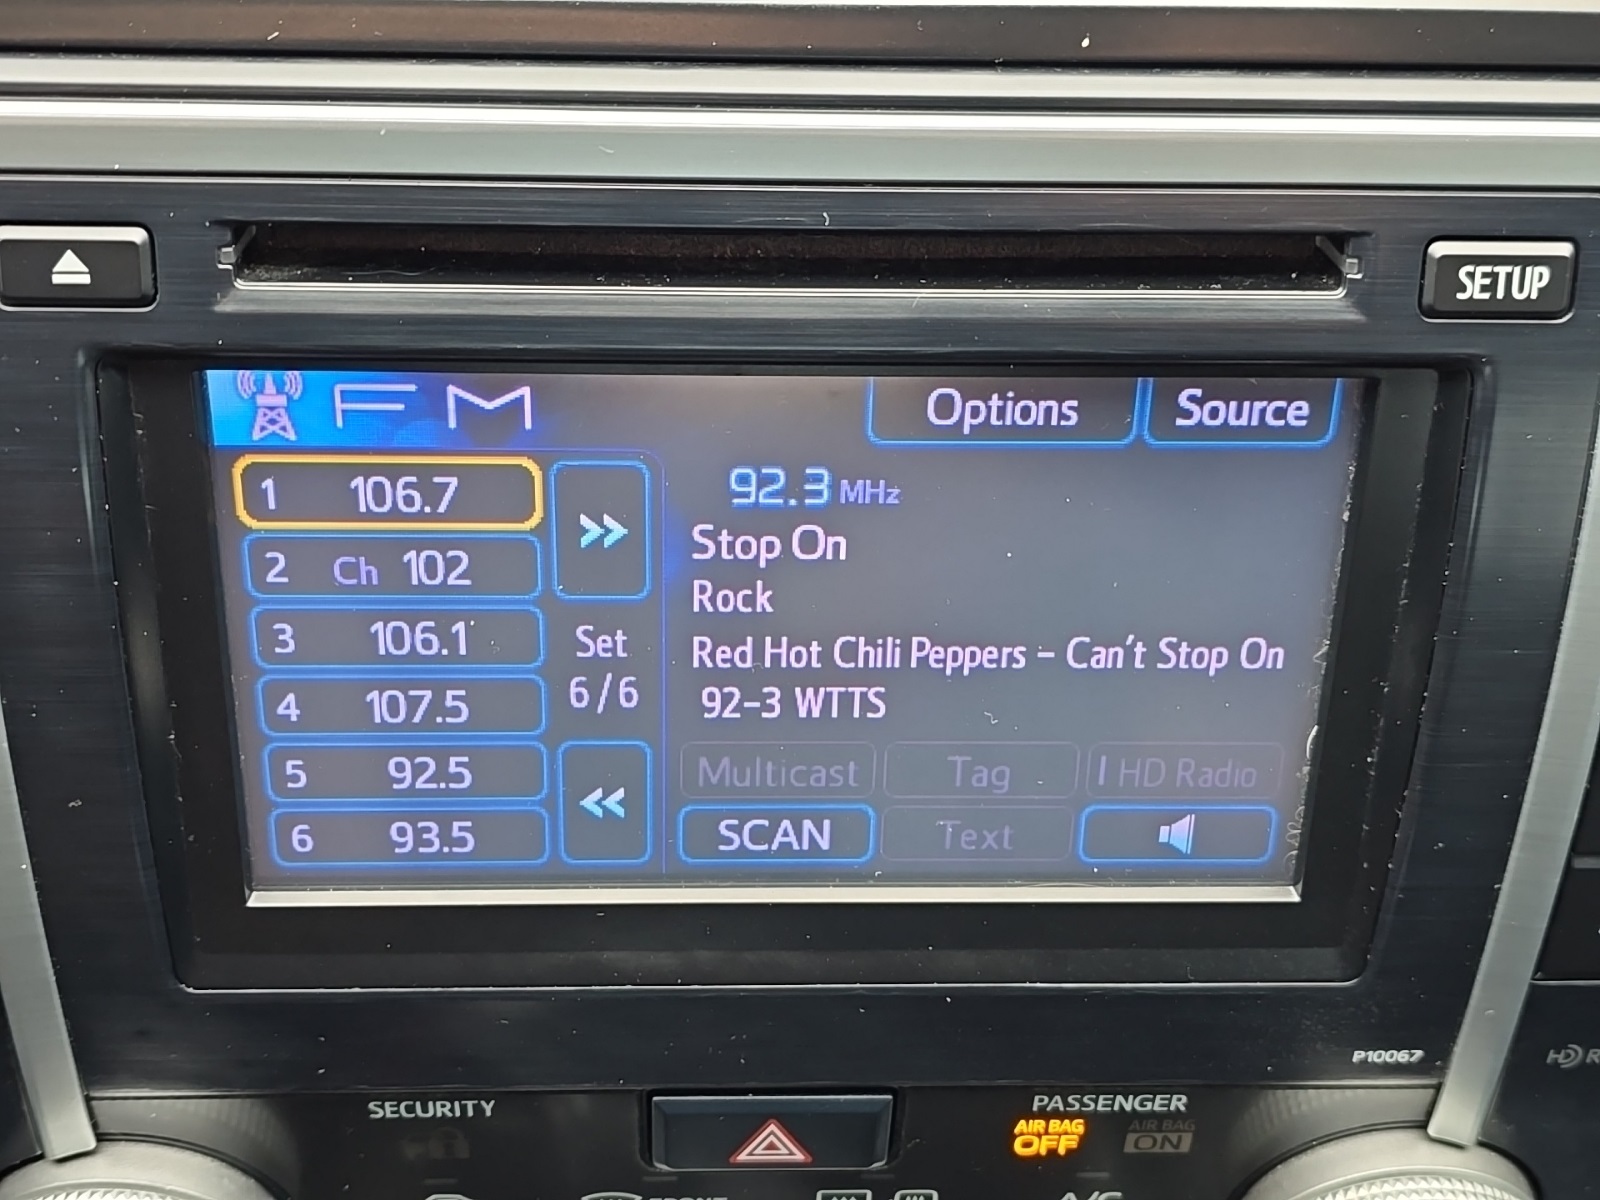 SETUP
FM
Options
Source
1 106.7
2 Ch 102
3 106.1
4 107.5
5 92.5
6 93.5
Set
6/6
92.3 MHz
Stop On
Rock
Red Hot Chili Peppers - Can't Stop On
92-3 WTTS
Multicast
Tag
HD Radio
SCAN
Text
P10067
HD R
SECURITY
PASSENGER
AIR BAG
OFF
AIR BAG
ON
FRONT
A/C